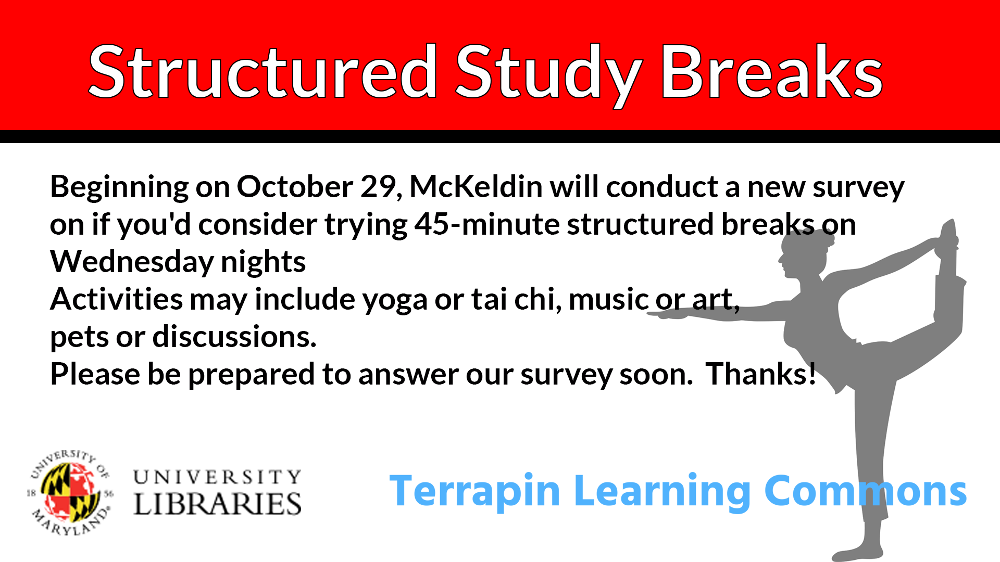 Structured Study Breaks
Beginning on October 29, McKeldin will conduct a new survey
on if you'd consider trying 45-minute structured breaks on
Wednesday nights
Activities may include yoga or tai chi, music or art,
pets or discussions.
Please be prepared to answer our survey soon.  Thanks!
UNIVERSITY OF
18 56
MARYLAND
UNIVERSITY
LIBRARIES
Terrapin Learning Commons